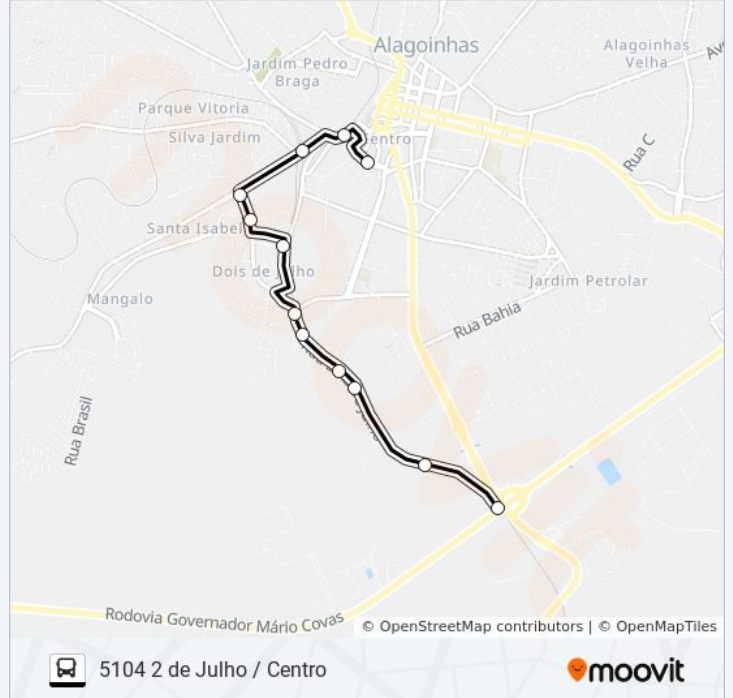 Alagoinhas
Alagoinhas
Velha
Jardim Pedro
Braga
Parque Vitoria
Silva Jardim
Centro
Rua C
Santa Isabel
Dois de Julho
Jardim Petrolar
Mangalo
Rua Bahia
Rua Brasil
Rodovia Governador Mário Covas
© OpenStreetMap contributors | © OpenMapTiles
5104 2 de Julho / Centro
moovit